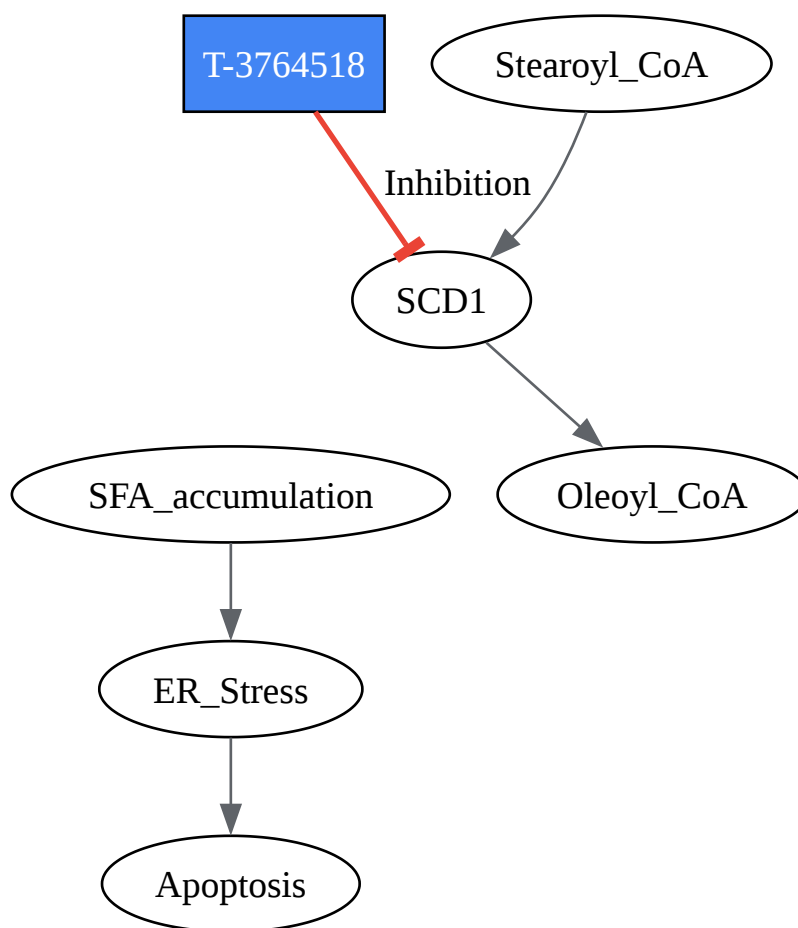 T-3764518
Stearoyl_CoA
Inhibition
SCD1
SFA_accumulation
Oleoyl_CoA
ER_Stress
Apoptosis